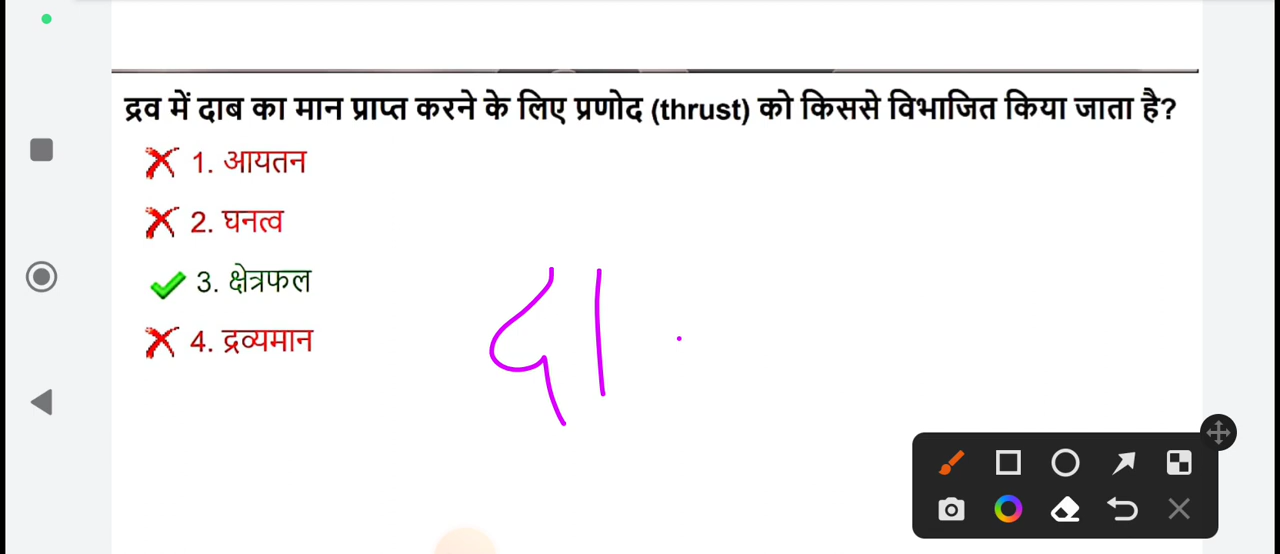 द्रव में दाब का मान प्राप्त करने के लिए प्रणोद (thrust) को किससे विभाजित किया जाता है?
1. आयतन
2. घनत्व
3. क्षेत्रफल
4. द्रव्यमान
दा